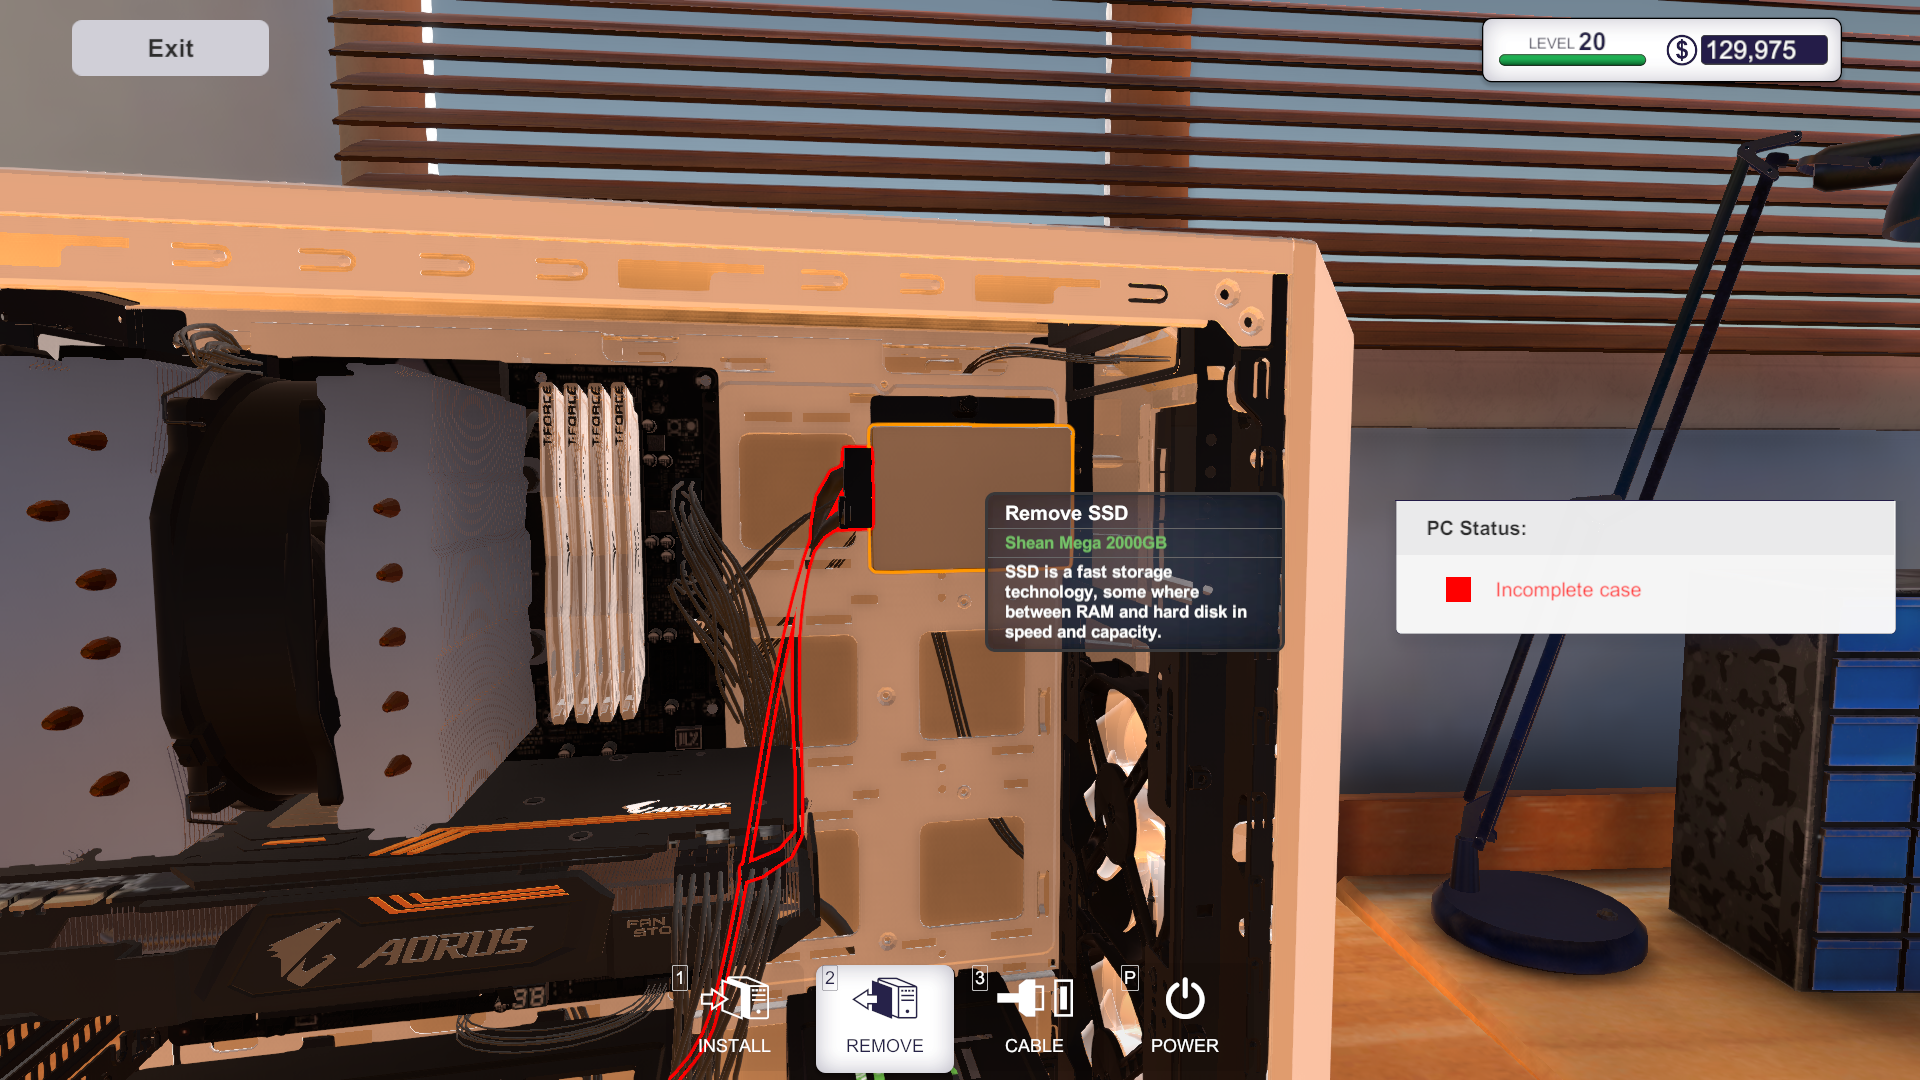 Exit
LEVEL 20
$ 129,975
T-FORCE T-FORCE T-FORCE T-FORCE
Remove SSD
Shean Mega 2000GB
SSD is a fast storage
technology, some where
between RAM and hard disk in
speed and capacity.
PC Status:
Incomplete case
AORUS
AORUS
FAN
STO
38
1
INSTALL
2
REMOVE
3
CABLE
P
POWER